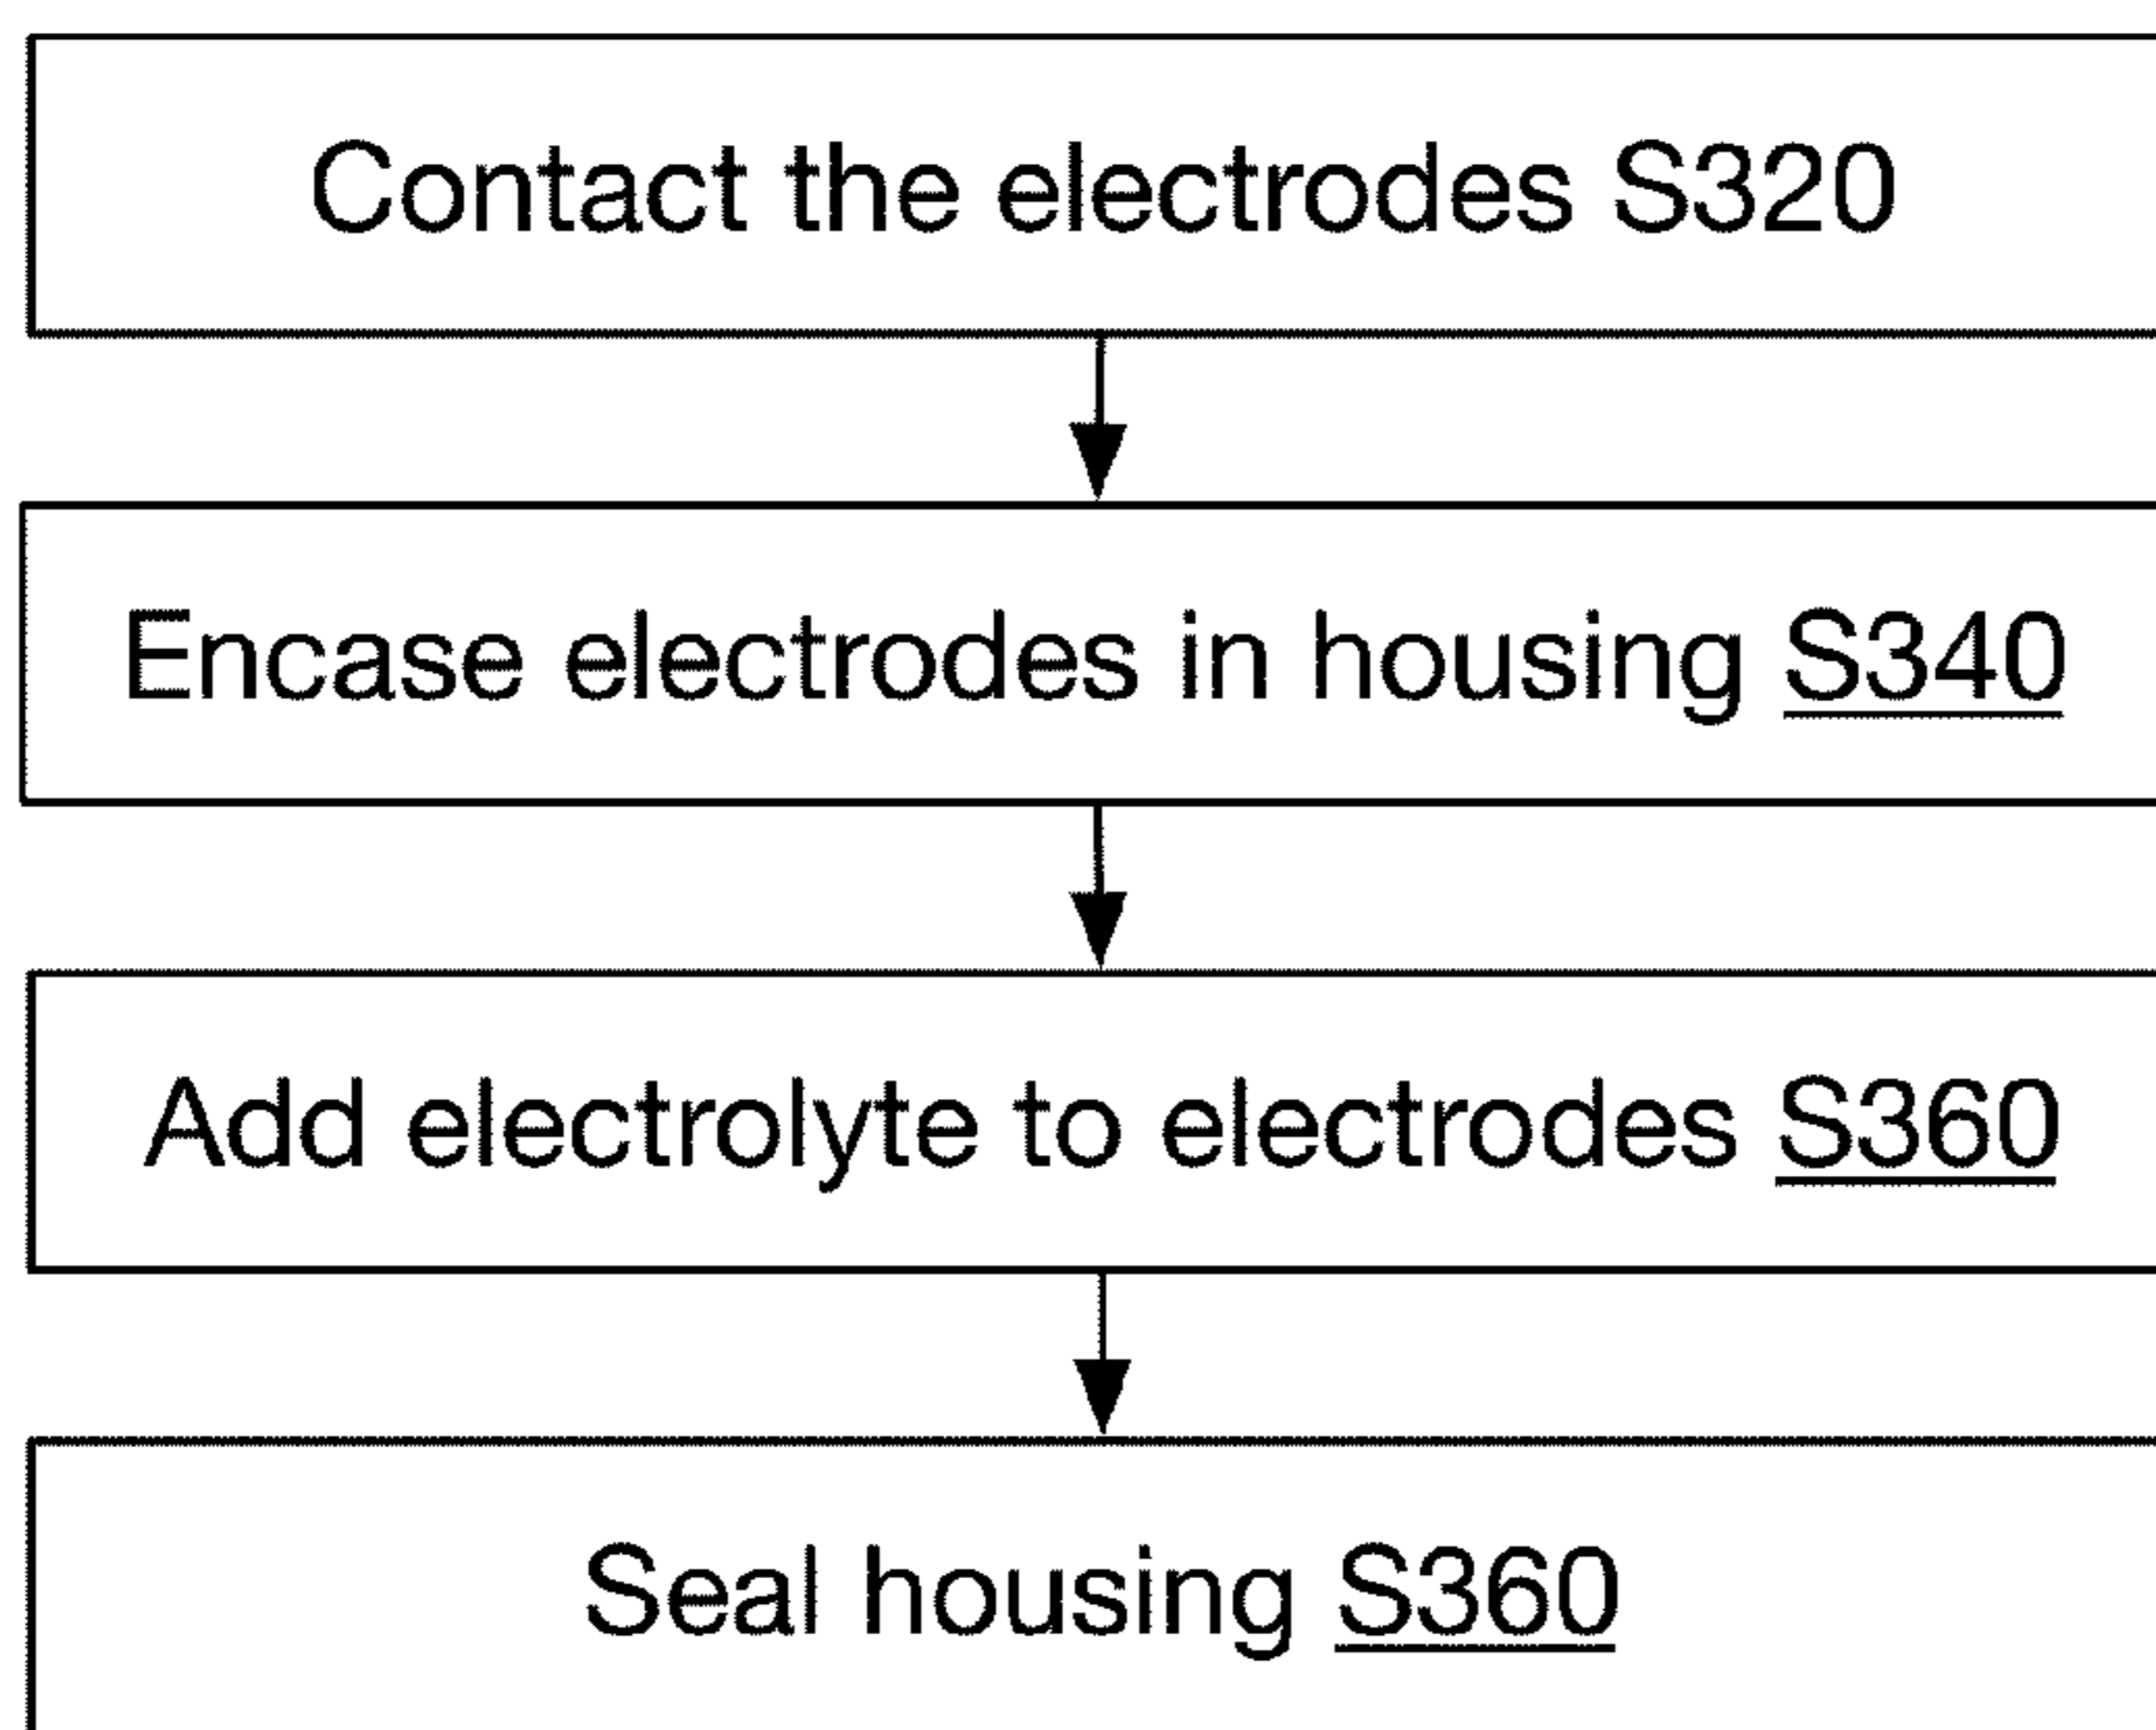 Contact the electrodes S320
Encase electrodes in housing S340
Add electrolyte to electrodes S360
Seal housing S360